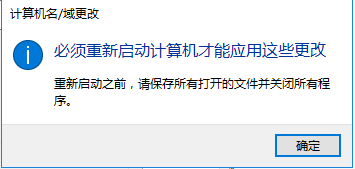 计算机名/域更改
必须重新启动计算机才能应用这些更改
重新启动之前，请保存所有打开的文件并关闭所有程
序。
确定